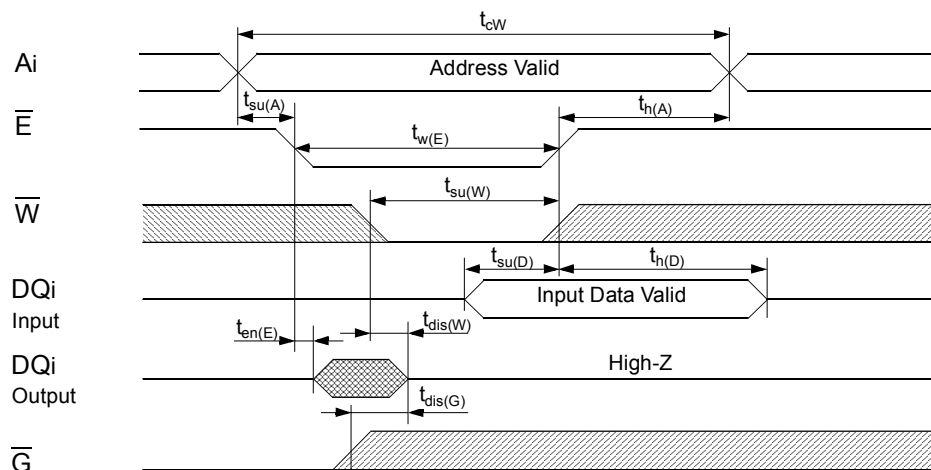 tcW
Ai
Address Valid
tsu(A)
th(A)
E
tw(E)
tsu(W)
W
tsu(D)
th(D)
DQi
Input
Input Data Valid
ten(E)
tdis(W)
DQi
Output
High-Z
tdis(G)
G